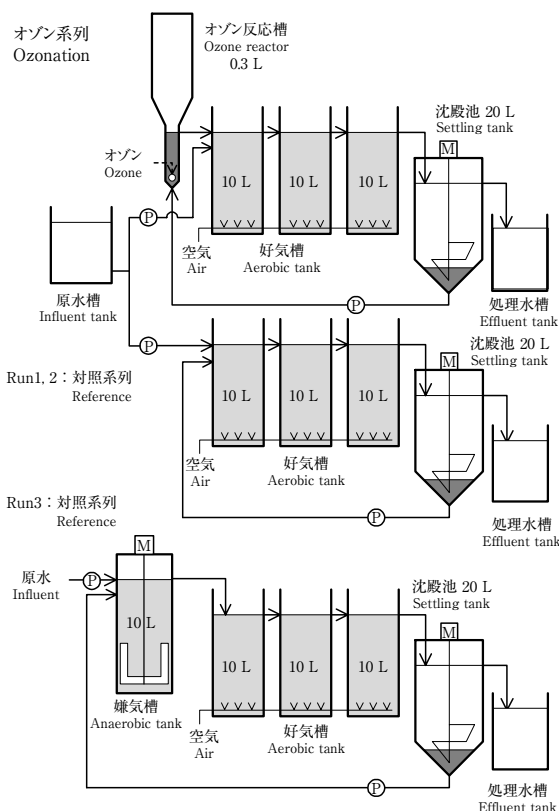 オゾン系列
Ozonation
オゾン反応槽
Ozone reactor
0.3 L
沈殿池 20 L
Settling tank
M
オゾン
Ozone
10 L
10 L
10 L
P
空気
Air
好気槽
Aerobic tank
原水槽
Influent tank
P
処理水槽
Effluent tank
沈殿池 20 L
Settling tank
P
M
Run1, 2：対照系列
Reference
10 L
10 L
10 L
空気
Air
好気槽
Aerobic tank
P
処理水槽
Effluent tank
Run3：対照系列
Reference
M
原水
Influent
P
沈殿池 20 L
Settling tank
M
10 L
10 L
10 L
10 L
嫌気槽
Anaerobic tank
空気
Air
好気槽
Aerobic tank
P
処理水槽
Effluent tank